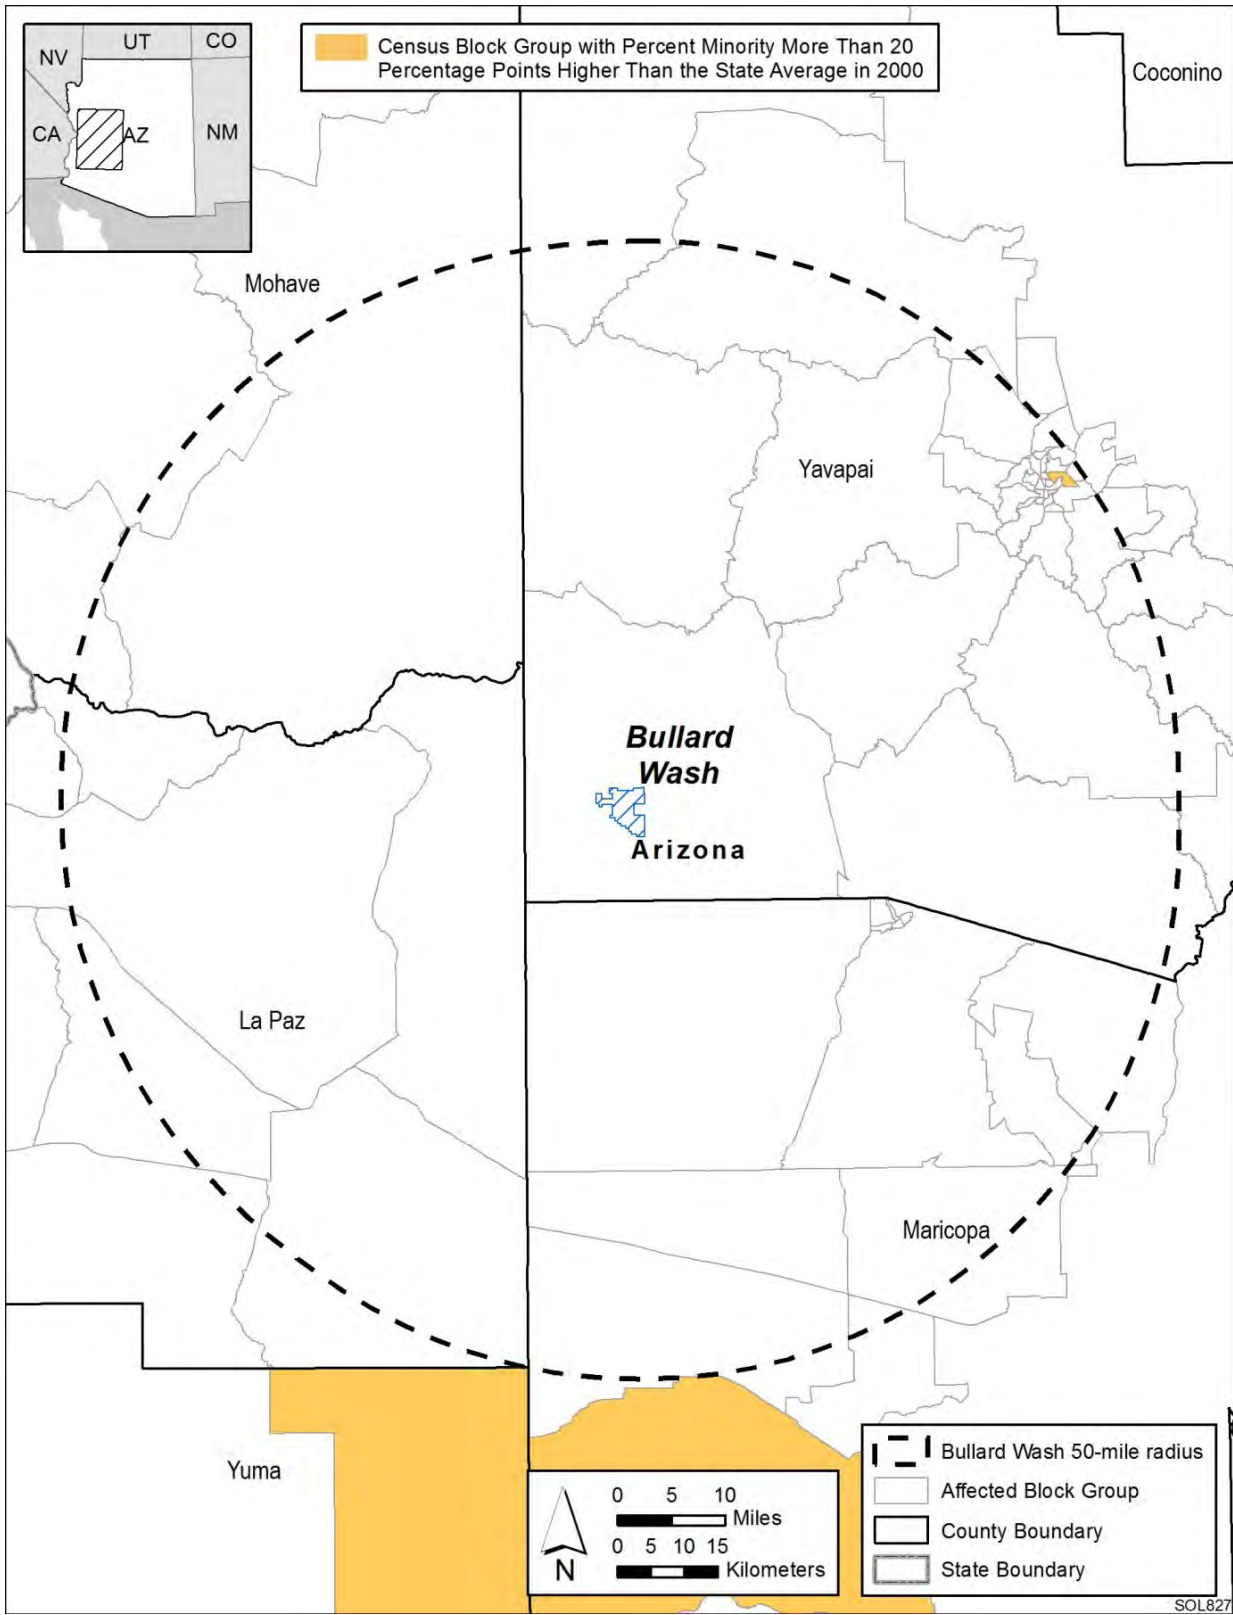 NV
UT
CO
CA
AZ
NM
Census Block Group with Percent Minority More Than 20
Percentage Points Higher Than the State Average in 2000
Coconino
Mohave
Yavapai
Bullard
Wash
Arizona
La Paz
Maricopa
Yuma
N
0 5 10
Miles
0 5 10 15
Kilometers
Bullard Wash 50-mile radius
Affected Block Group
County Boundary
State Boundary
SOL827